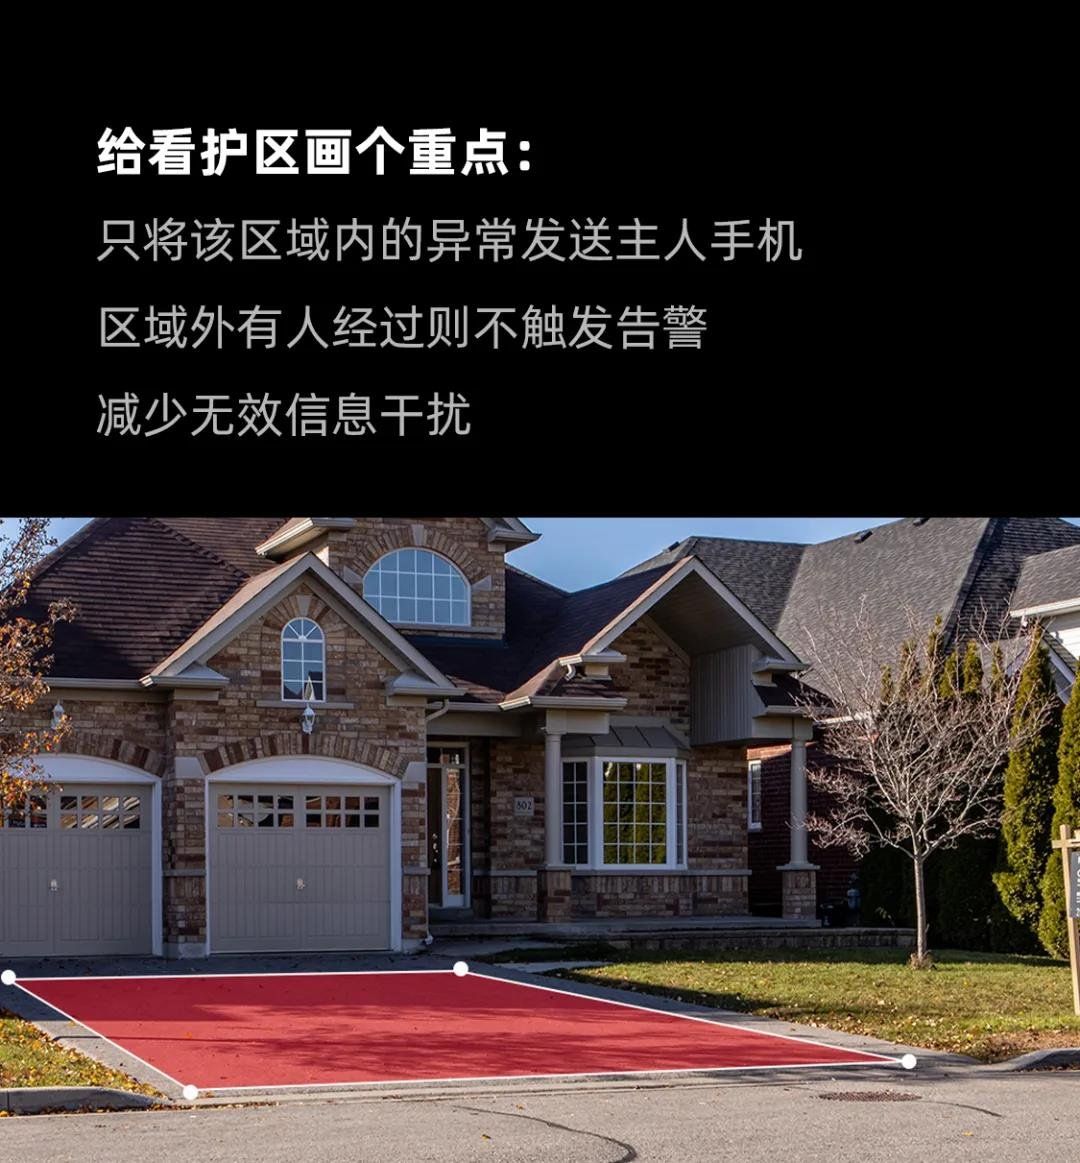 给看护区画个重点：
只将该区域内的异常发送主人手机
区域外有人经过则不触发告警
减少无效信息干扰
802